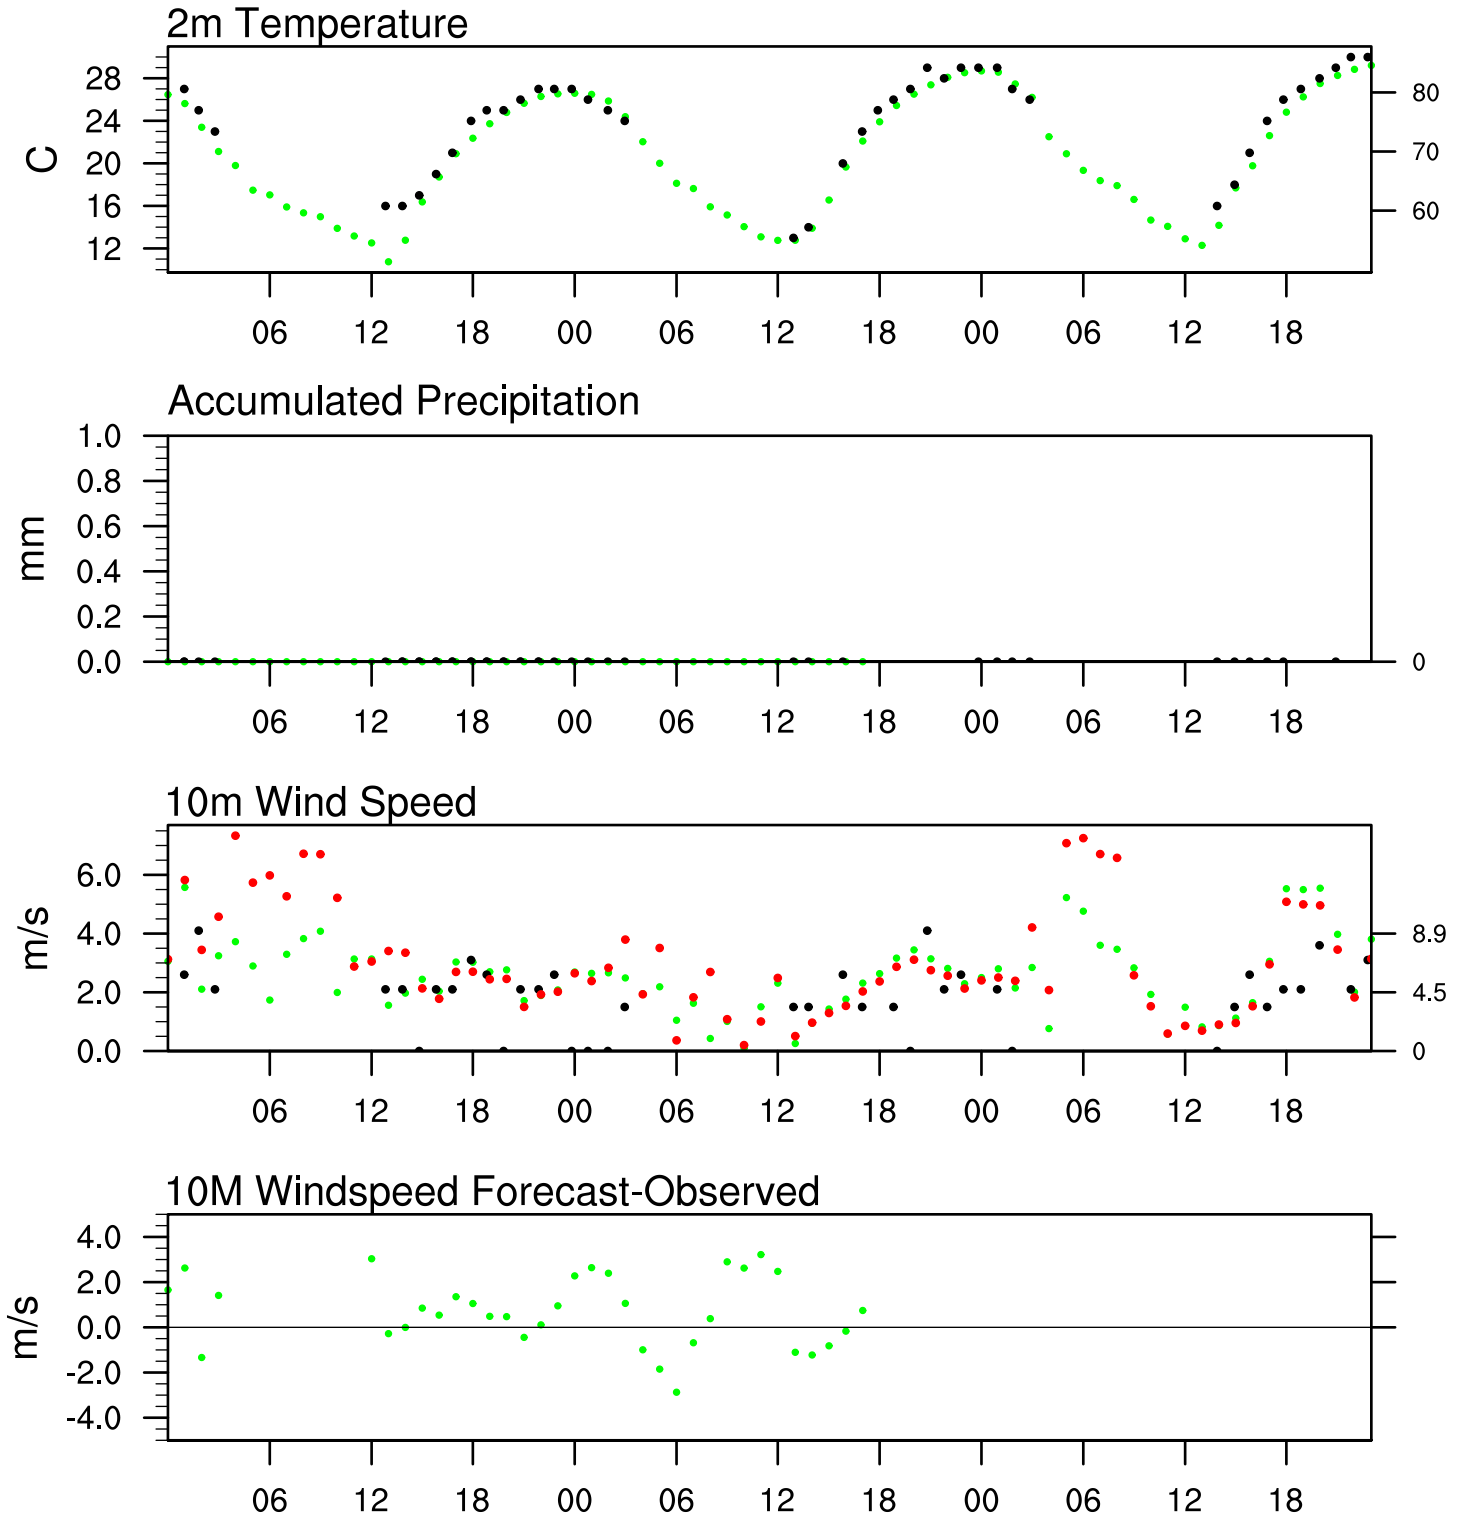 2m Temperature
28
24
20
16
12
C
80
70
60
06 12 18 00 06 12 18 00 06 12 18
Accumulated Precipitation
1.0
0.8
0.6
0.4
0.2
0.0
mm
0
06 12 18 00 06 12 18 00 06 12 18
10m Wind Speed
6.0
4.0
2.0
0.0
m/s
8.9
4.5
0
06 12 18 00 06 12 18 00 06 12 18
10M Windspeed Forecast-Observed
4.0
2.0
0.0
-2.0
-4.0
m/s
06 12 18 00 06 12 18 00 06 12 18